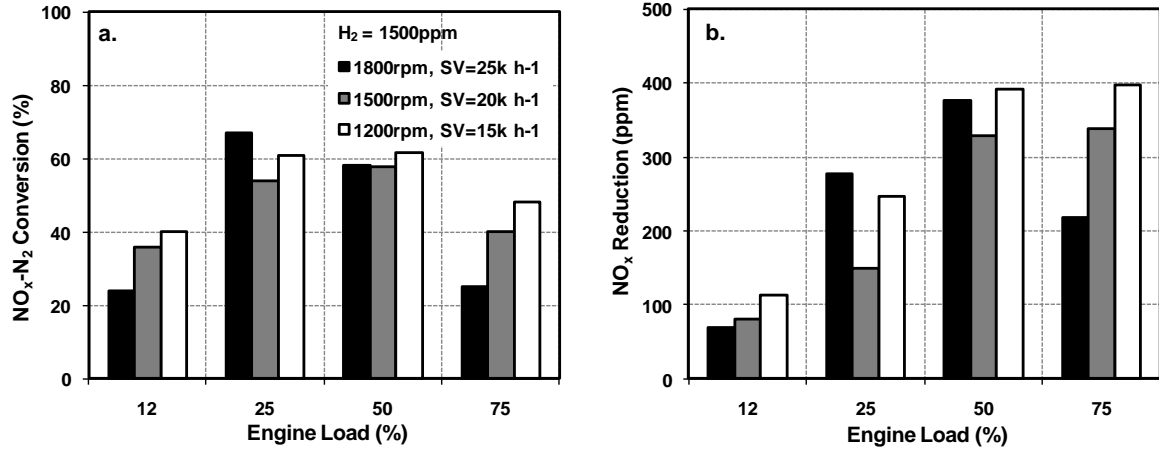 a.
H₂ = 1500ppm
1800rpm, SV=25k h-1
1500rpm, SV=20k h-1
1200rpm, SV=15k h-1
NOₓ-N₂ Conversion (%)
100
80
60
40
20
0
12 25 50 75
Engine Load (%)
b.
NOₓ Reduction (ppm)
500
400
300
200
100
0
12 25 50 75
Engine Load (%)